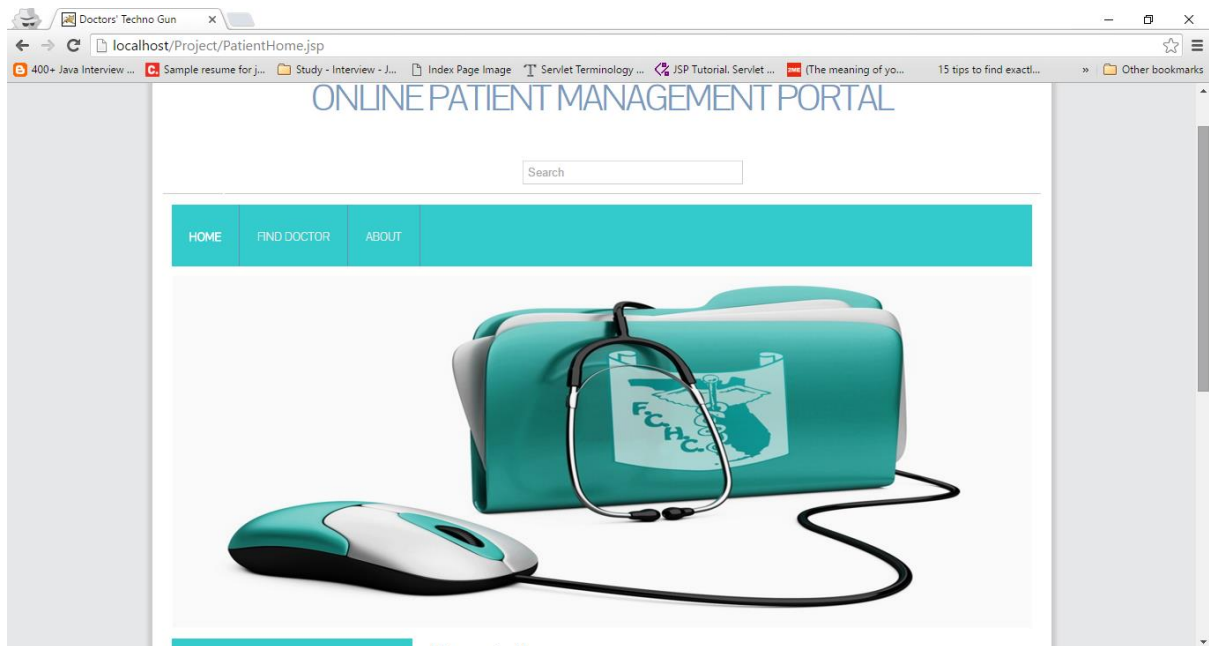 Doctors' Techno Gun
localhost/Project/PatientHome.jsp
400+ Java Interview ... Sample resume for j... Study - Interview - J... Index Page Image Servlet Terminology ... JSP Tutorial. Servlet ... (The meaning of yo... 15 tips to find exactl... » Other bookmarks
ONLINE PATIENT MANAGEMENT PORTAL
Search
HOME FIND DOCTOR ABOUT
F.C.H.C.